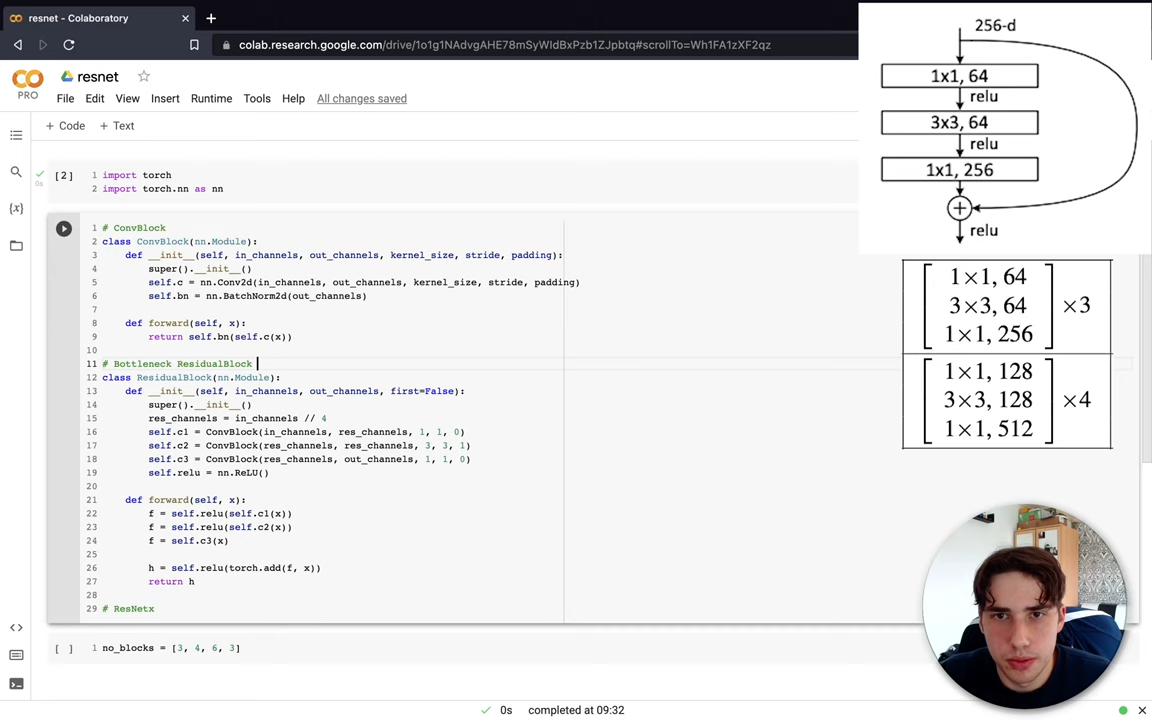 resnet - Colaboratory
colab.research.google.com/drive/1o1g1NAdvgAHE78mSyWIdBxPzb1ZJpbtq#scrollTo=Wh1FA1zXF2qz
PRO
resnet
File Edit View Insert Runtime Tools Help All changes saved
+ Code + Text
[2]
0s
1 import torch
2 import torch.nn as nn
1 # ConvBlock
2 class ConvBlock(nn.Module):
3 def __init__(self, in_channels, out_channels, kernel_size, stride, padding):
4 super().__init__()
5 self.c = nn.Conv2d(in_channels, out_channels, kernel_size, stride, padding)
6 self.bn = nn.BatchNorm2d(out_channels)
7
8 def forward(self, x):
9 return self.bn(self.c(x))
10
11 # Bottleneck ResidualBlock
12 class ResidualBlock(nn.Module):
13 def __init__(self, in_channels, out_channels, first=False):
14 super().__init__()
15 res_channels = in_channels // 4
16 self.c1 = ConvBlock(in_channels, res_channels, 1, 1, 0)
17 self.c2 = ConvBlock(res_channels, res_channels, 3, 3, 1)
18 self.c3 = ConvBlock(res_channels, out_channels, 1, 1, 0)
19 self.relu = nn.ReLU()
20
21 def forward(self, x):
22 f = self.relu(self.c1(x))
23 f = self.relu(self.c2(x))
24 f = self.c3(x)
25
26 h = self.relu(torch.add(f, x))
27 return h
28
29 # ResNetx
[ ]
1 no_blocks = [3, 4, 6, 3]
0s completed at 09:32
256-d
1x1, 64
relu
3x3, 64
relu
1x1, 256
+
relu
1×1, 64
3×3, 64 ×3
1×1, 256
1×1, 128
3×3, 128 ×4
1×1, 512